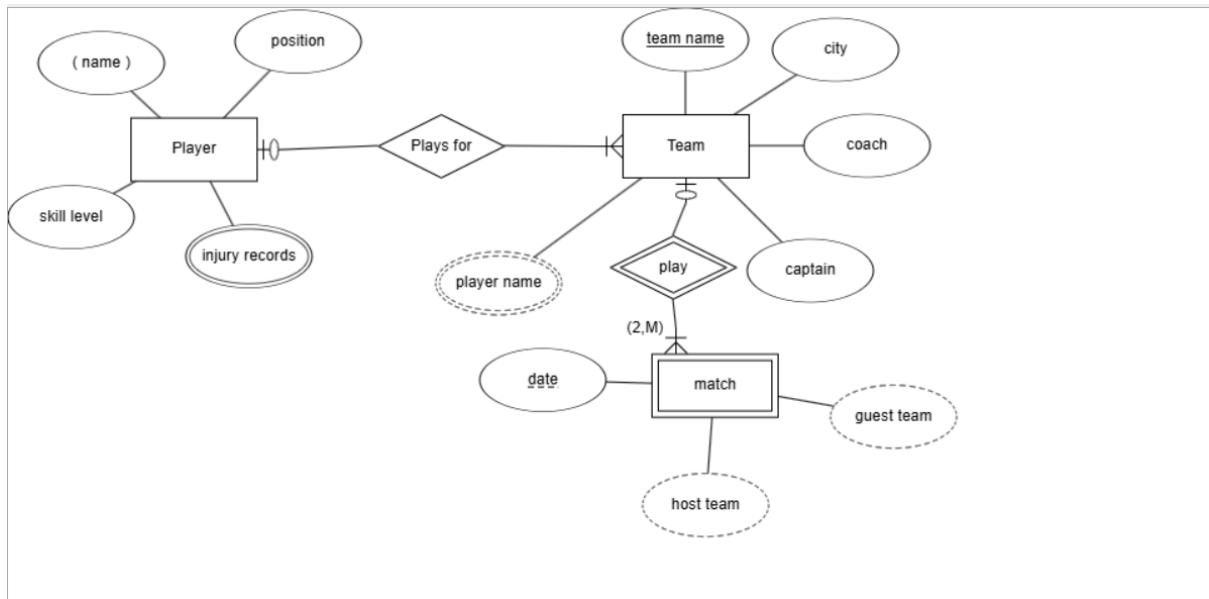 position
team name
city
( name )
Player
Plays for
Team
coach
skill level
injury records
player name
play
captain
(2,M)
date
match
guest team
host team